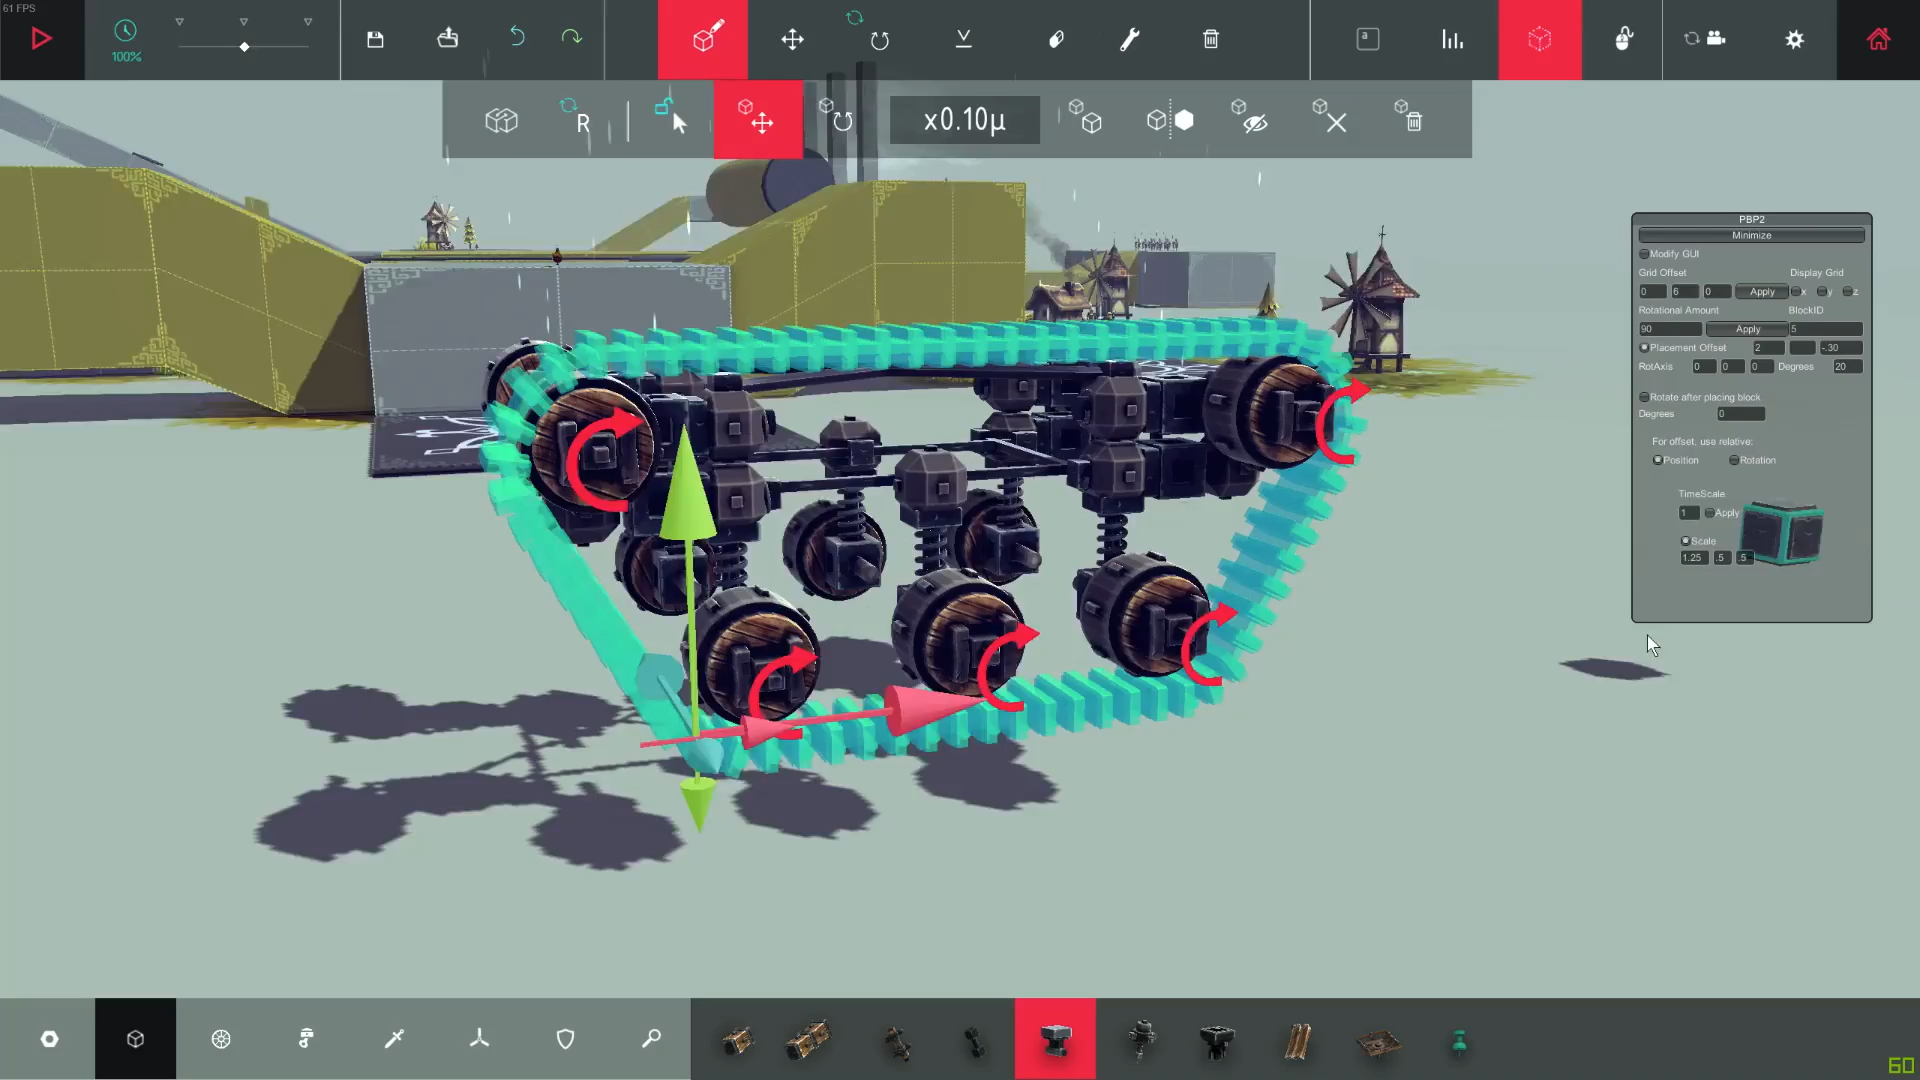 61 FPS
100%
a
R
x0.10µ
PBP2
Minimize
Modify GUI
Grid Offset Display Grid
0 6 0 Apply x y z
Rotational Amount BlockID
90 Apply 5
Placement Offset 2 -.30
RotAxis 0 0 0 Degrees 20
Rotate after placing block
Degrees 0
For offset, use relative:
Position Rotation
TimeScale
1 Apply
Scale
1.25 .5 .5
60